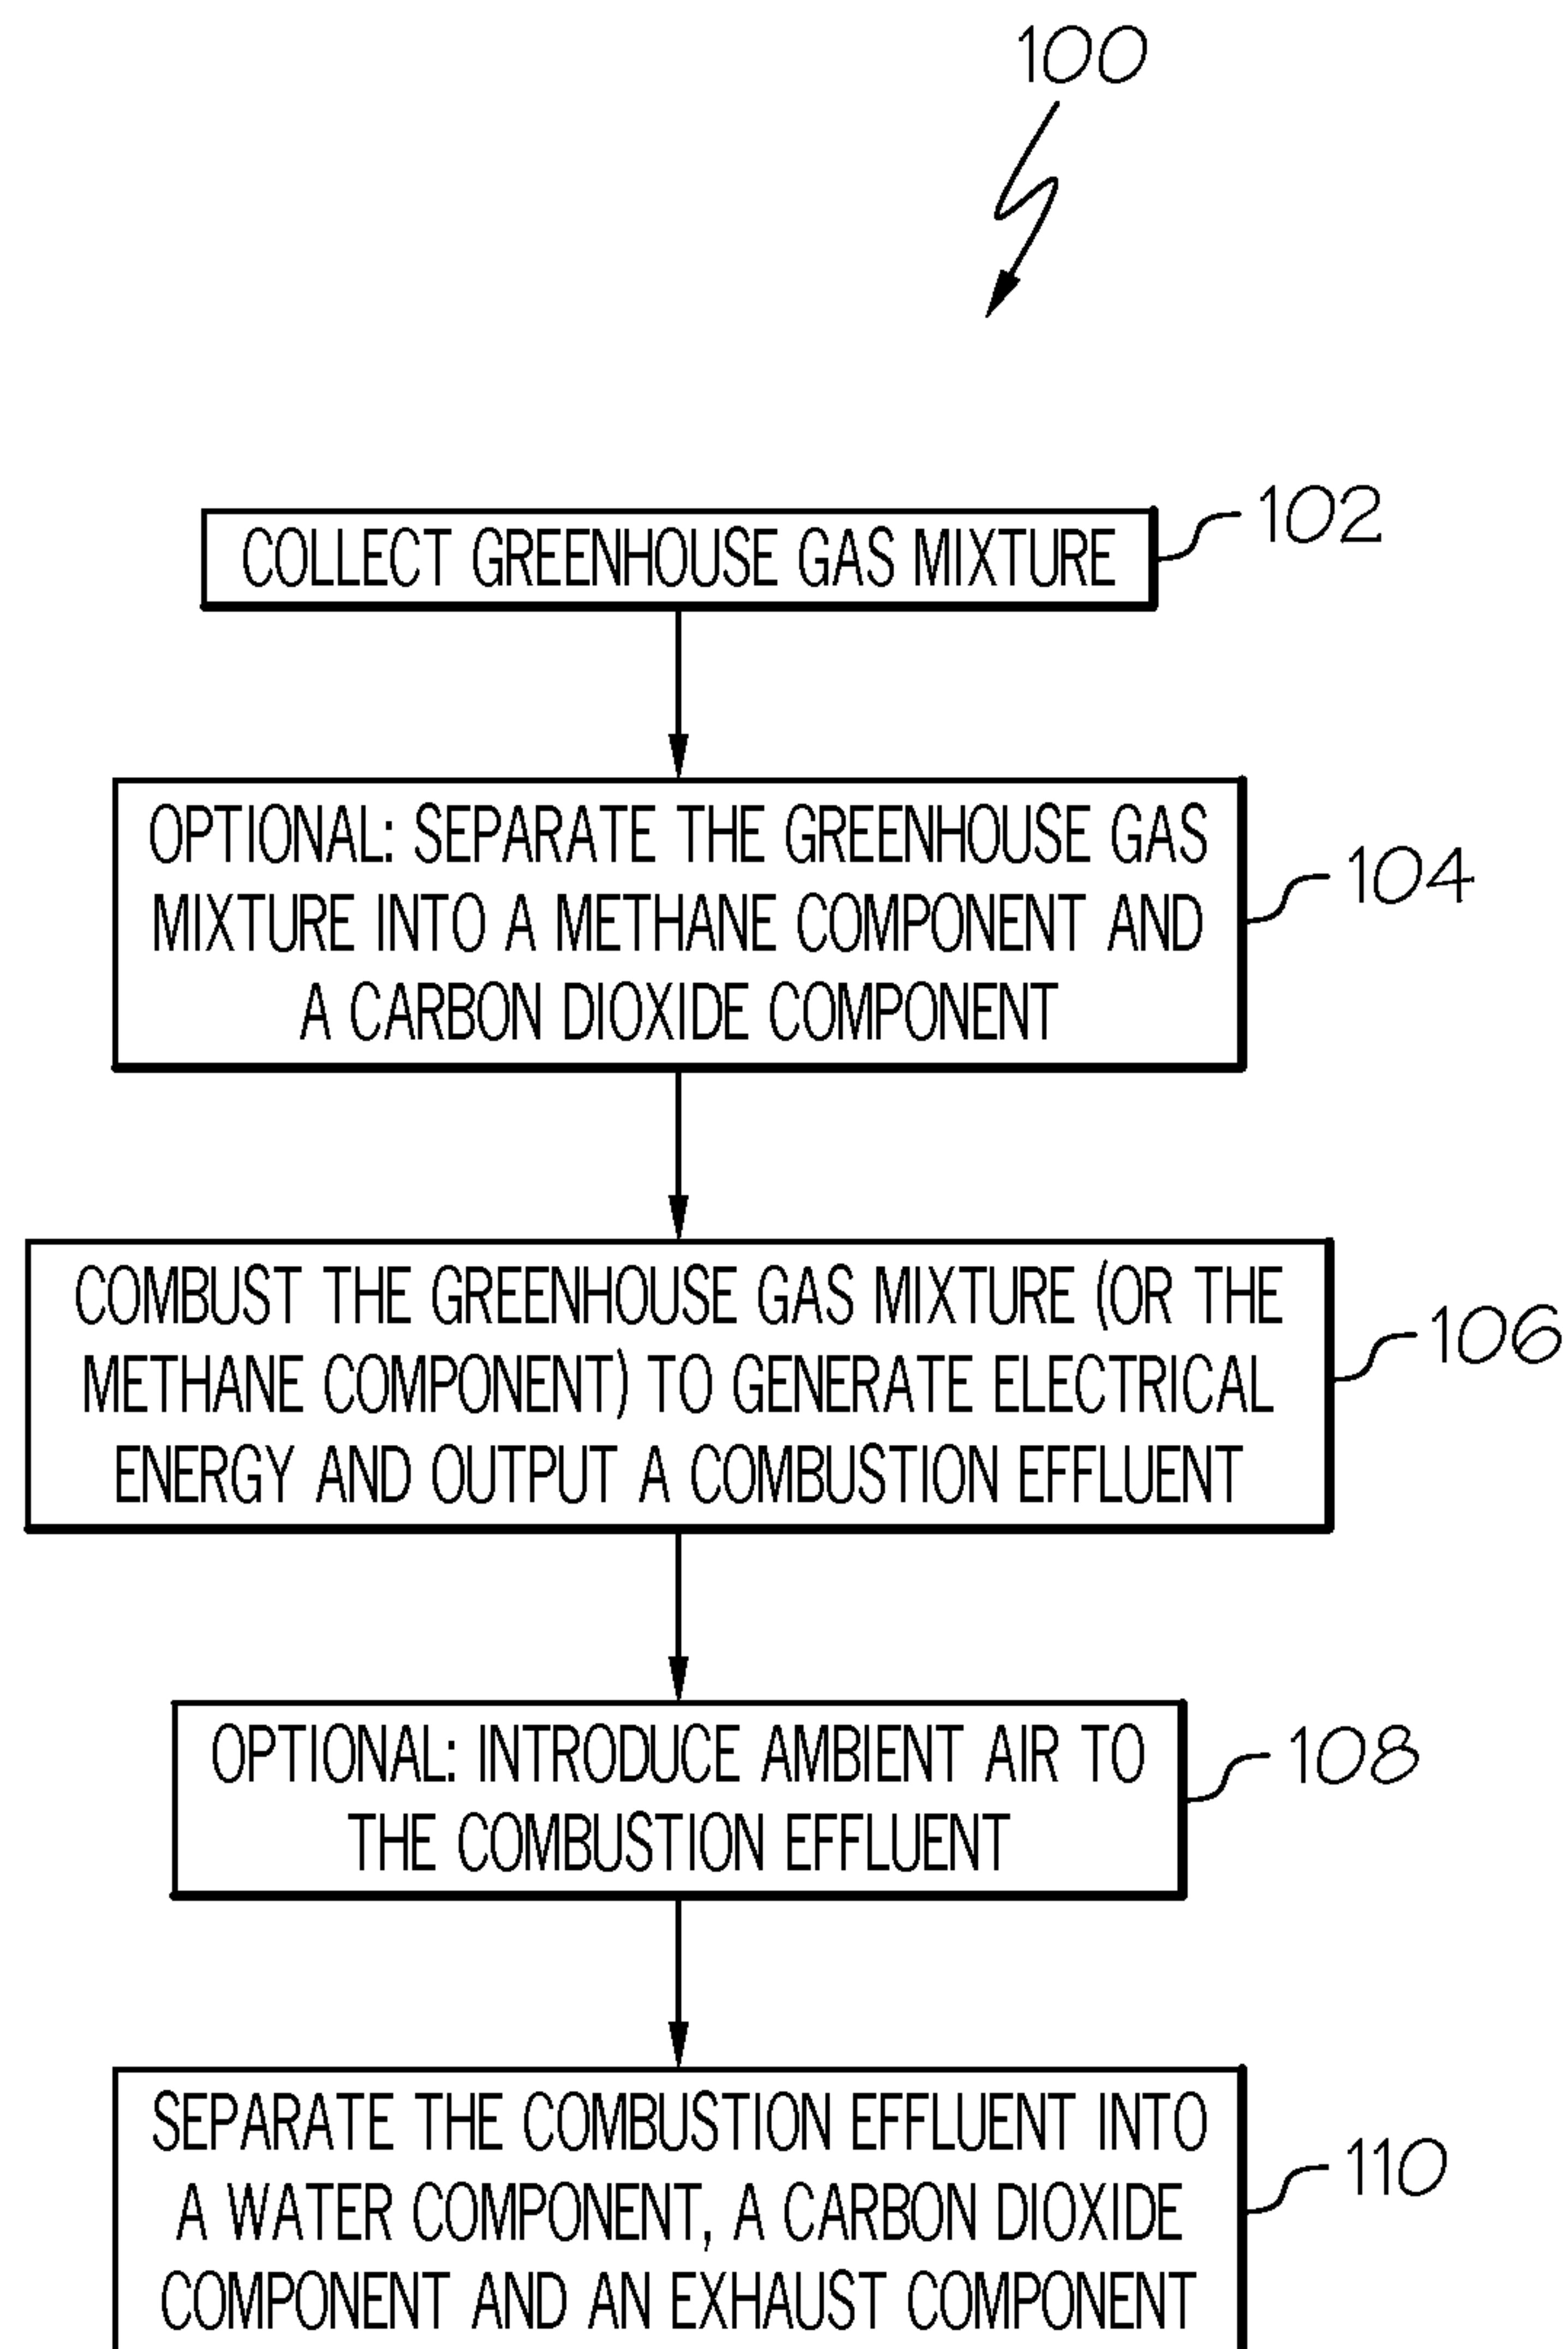 100
COLLECT GREENHOUSE GAS MIXTURE
102
OPTIONAL: SEPARATE THE GREENHOUSE GAS
MIXTURE INTO A METHANE COMPONENT AND
A CARBON DIOXIDE COMPONENT
104
COMBUST THE GREENHOUSE GAS MIXTURE (OR THE
METHANE COMPONENT) TO GENERATE ELECTRICAL
ENERGY AND OUTPUT A COMBUSTION EFFLUENT
106
OPTIONAL: INTRODUCE AMBIENT AIR TO
THE COMBUSTION EFFLUENT
108
SEPARATE THE COMBUSTION EFFLUENT INTO
A WATER COMPONENT, A CARBON DIOXIDE
COMPONENT AND AN EXHAUST COMPONENT
110